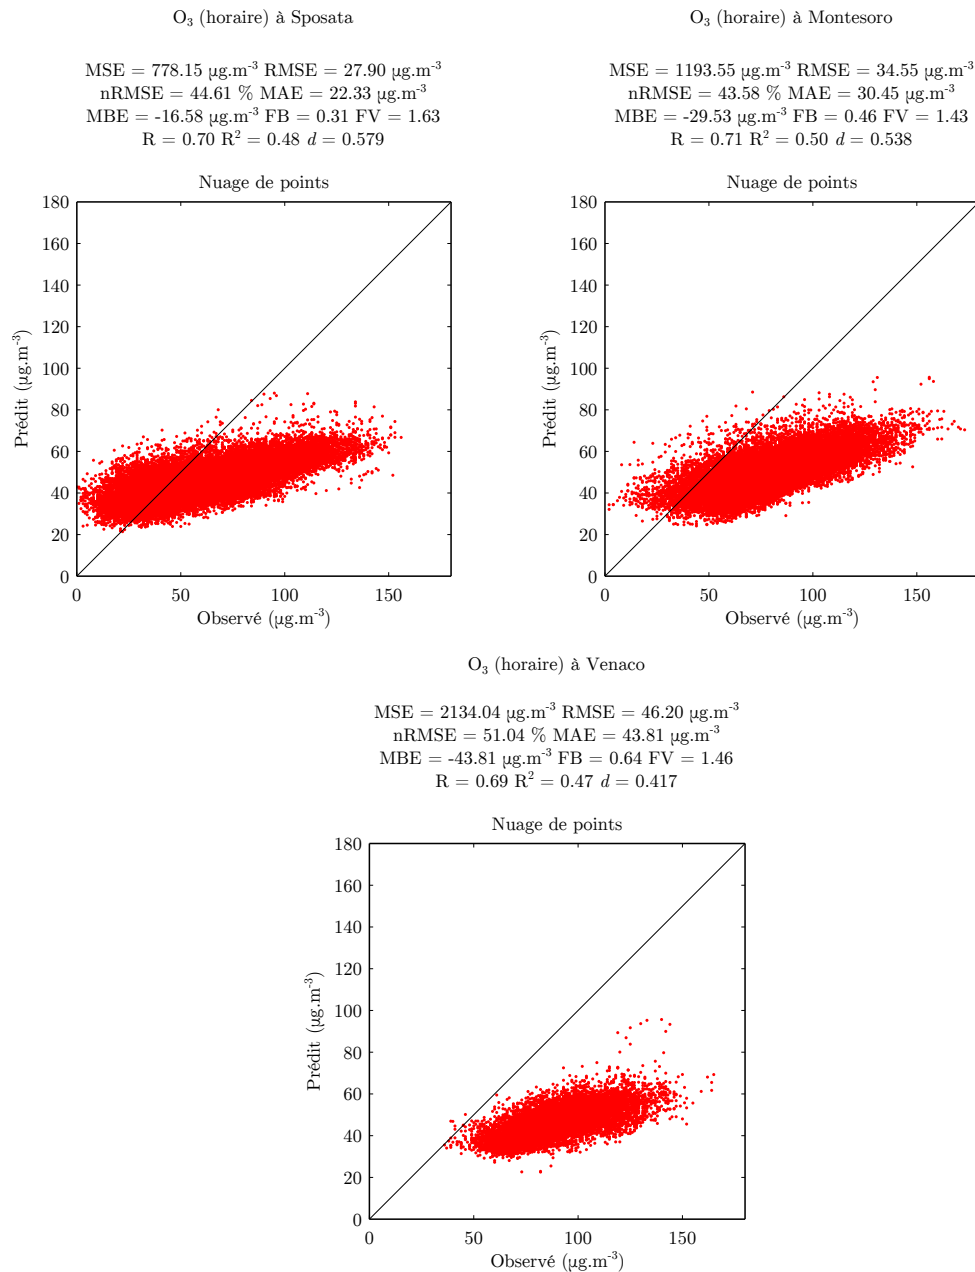 O₃ (horaire) à Sposata
MSE = 778.15 µg.m⁻³ RMSE = 27.90 µg.m⁻³
nRMSE = 44.61 % MAE = 22.33 µg.m⁻³
MBE = -16.58 µg.m⁻³ FB = 0.31 FV = 1.63
R = 0.70 R² = 0.48 d = 0.579
Nuage de points
180
160
140
120
100
80
60
40
20
0
Prédit (µg.m⁻³)
0
50
100
150
Observé (µg.m⁻³)
O₃ (horaire) à Montesoro
MSE = 1193.55 µg.m⁻³ RMSE = 34.55 µg.m⁻³
nRMSE = 43.58 % MAE = 30.45 µg.m⁻³
MBE = -29.53 µg.m⁻³ FB = 0.46 FV = 1.43
R = 0.71 R² = 0.50 d = 0.538
Nuage de points
180
160
140
120
100
80
60
40
20
0
Prédit (µg.m⁻³)
0
50
100
150
Observé (µg.m⁻³)
O₃ (horaire) à Venaco
MSE = 2134.04 µg.m⁻³ RMSE = 46.20 µg.m⁻³
nRMSE = 51.04 % MAE = 43.81 µg.m⁻³
MBE = -43.81 µg.m⁻³ FB = 0.64 FV = 1.46
R = 0.69 R² = 0.47 d = 0.417
Nuage de points
180
160
140
120
100
80
60
40
20
0
Prédit (µg.m⁻³)
0
50
100
150
Observé (µg.m⁻³)